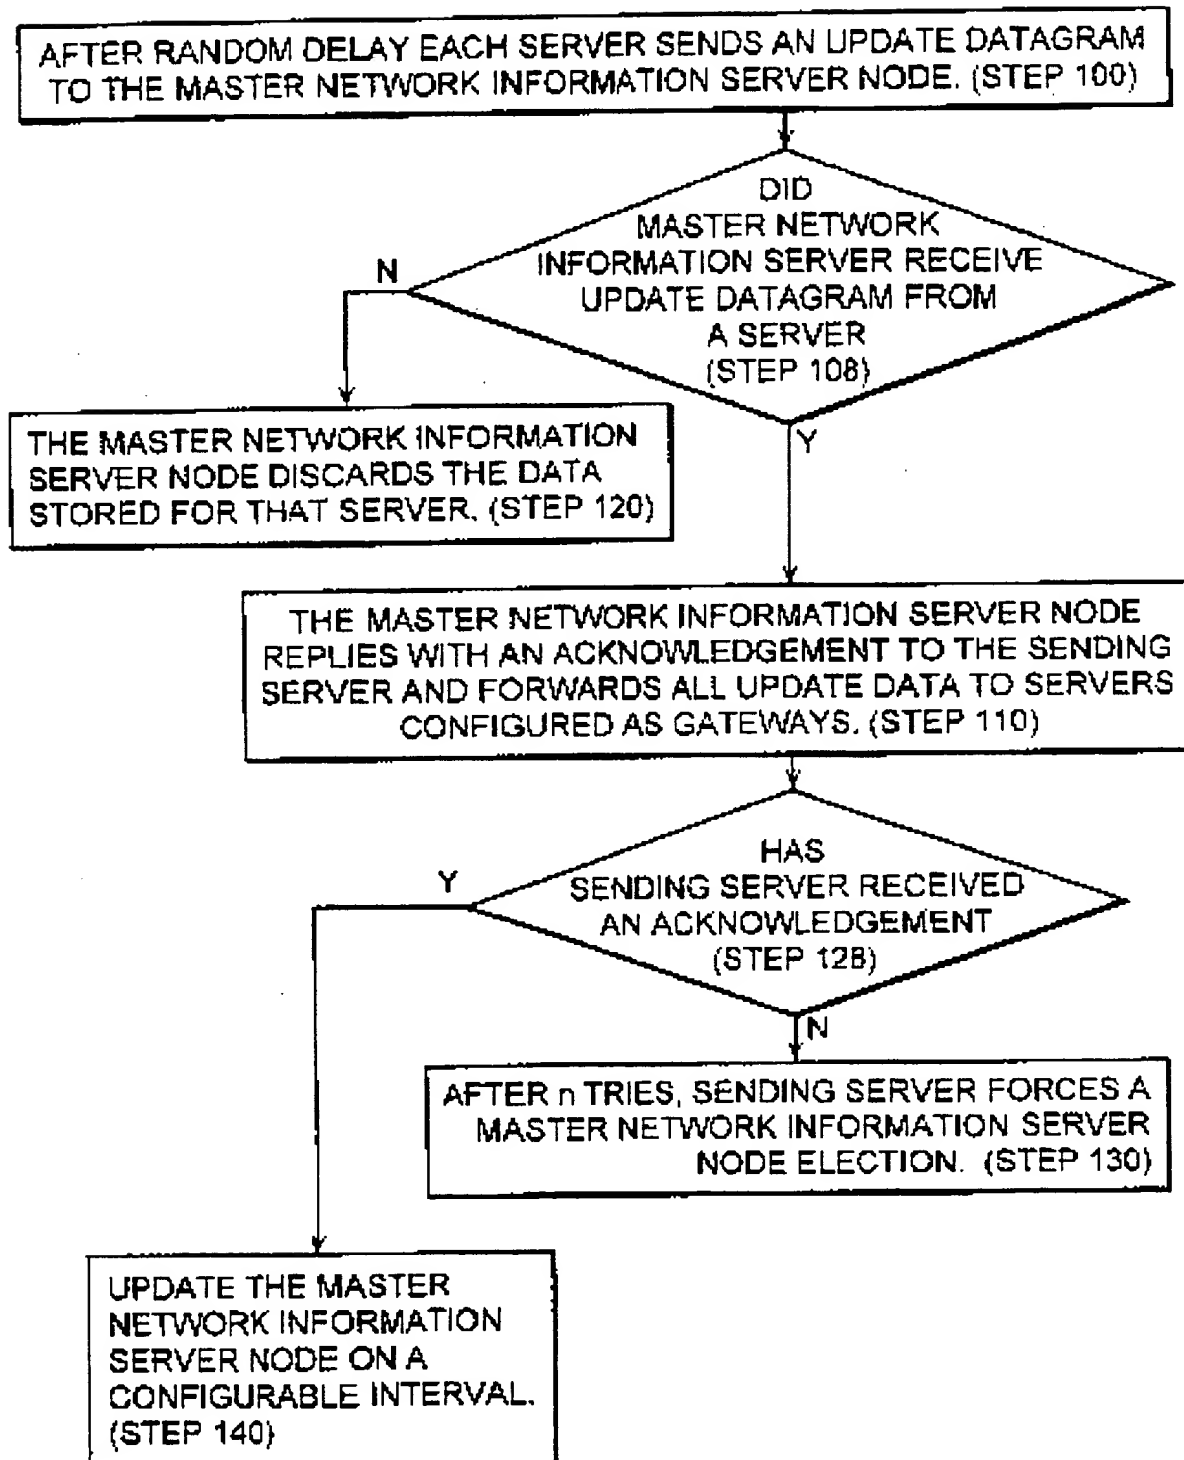 AFTER RANDOM DELAY EACH SERVER SENDS AN UPDATE DATAGRAM
TO THE MASTER NETWORK INFORMATION SERVER NODE. (STEP 100)
DID
MASTER NETWORK
INFORMATION SERVER RECEIVE
UPDATE DATAGRAM FROM
A SERVER
(STEP 108)
N
Y
THE MASTER NETWORK INFORMATION
SERVER NODE DISCARDS THE DATA
STORED FOR THAT SERVER. (STEP 120)
THE MASTER NETWORK INFORMATION SERVER NODE
REPLIES WITH AN ACKNOWLEDGEMENT TO THE SENDING
SERVER AND FORWARDS ALL UPDATE DATA TO SERVERS
CONFIGURED AS GATEWAYS. (STEP 110)
HAS
SENDING SERVER RECEIVED
AN ACKNOWLEDGEMENT
(STEP 128)
Y
N
AFTER n TRIES, SENDING SERVER FORCES A
MASTER NETWORK INFORMATION SERVER
NODE ELECTION. (STEP 130)
UPDATE THE MASTER
NETWORK INFORMATION
SERVER NODE ON A
CONFIGURABLE INTERVAL.
(STEP 140)